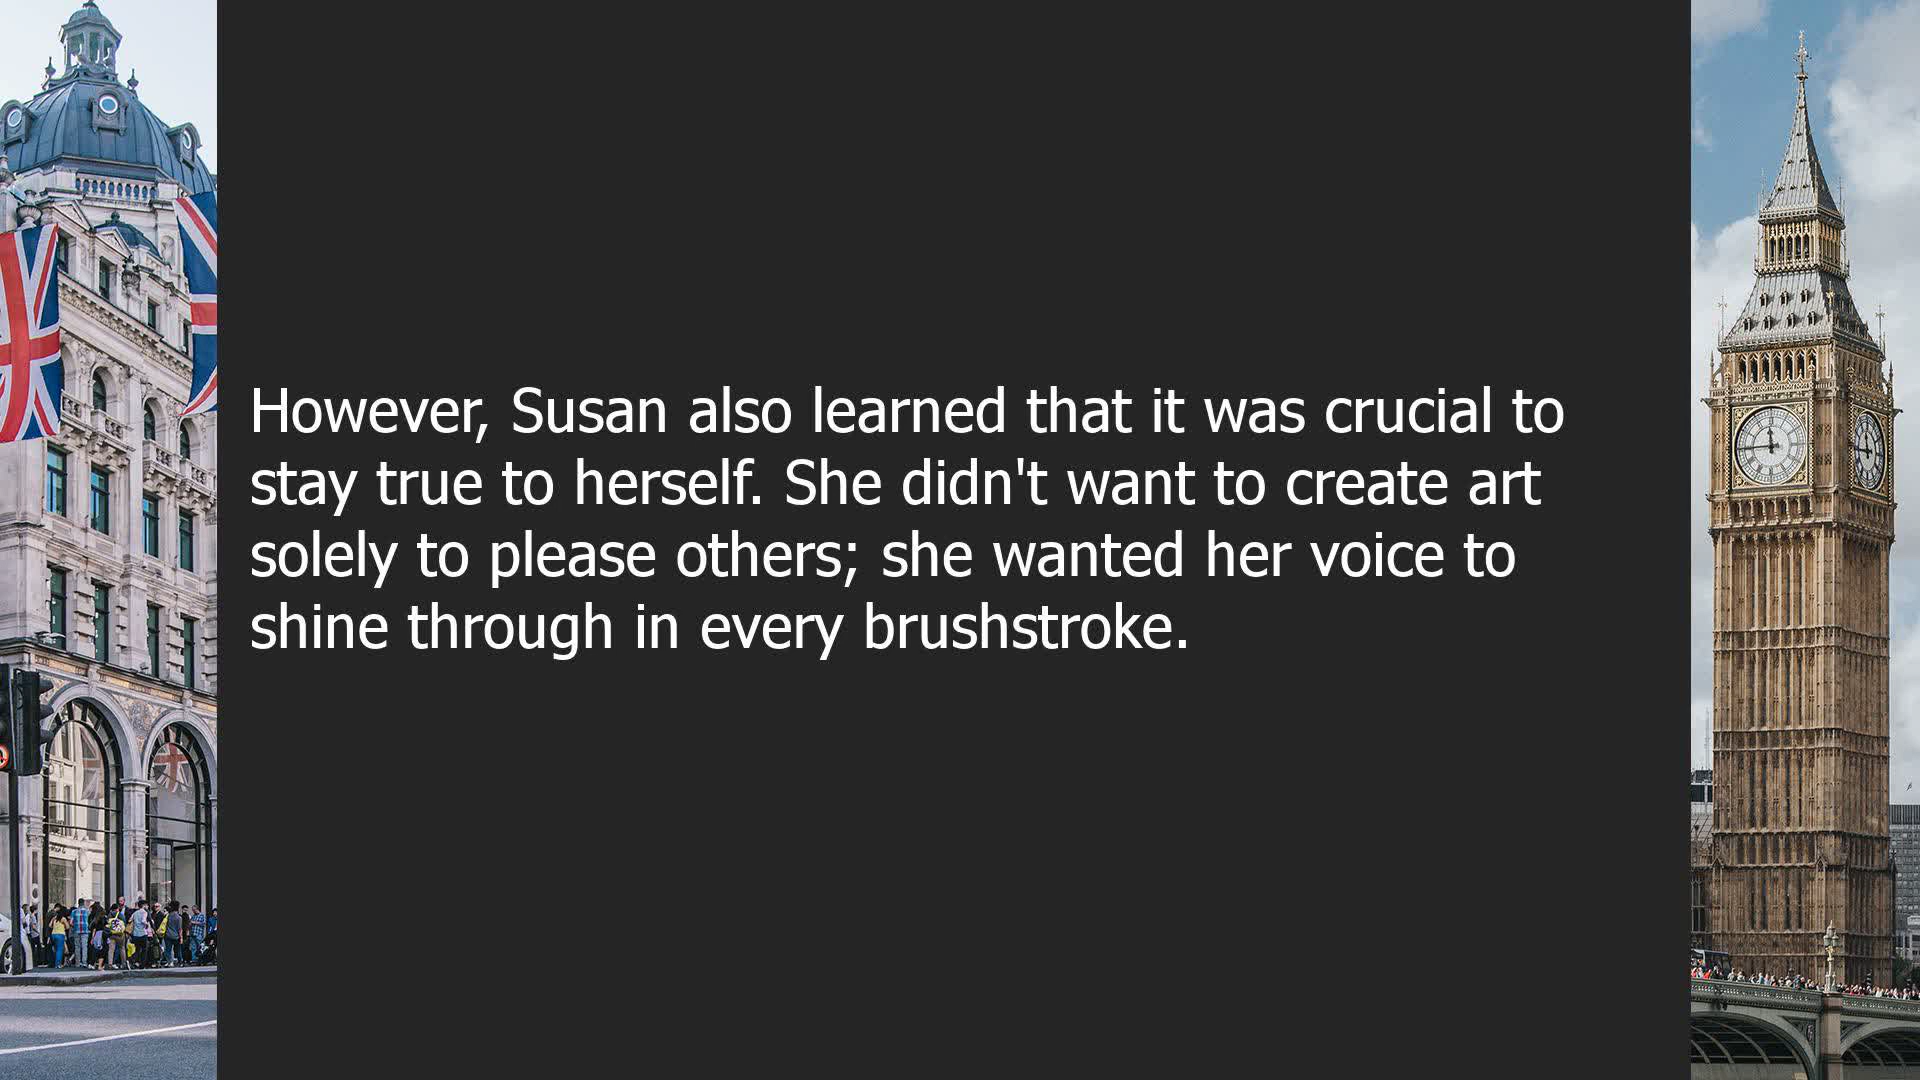 However, Susan also learned that it was crucial to
stay true to herself. She didn't want to create art
solely to please others; she wanted her voice to
shine through in every brushstroke.